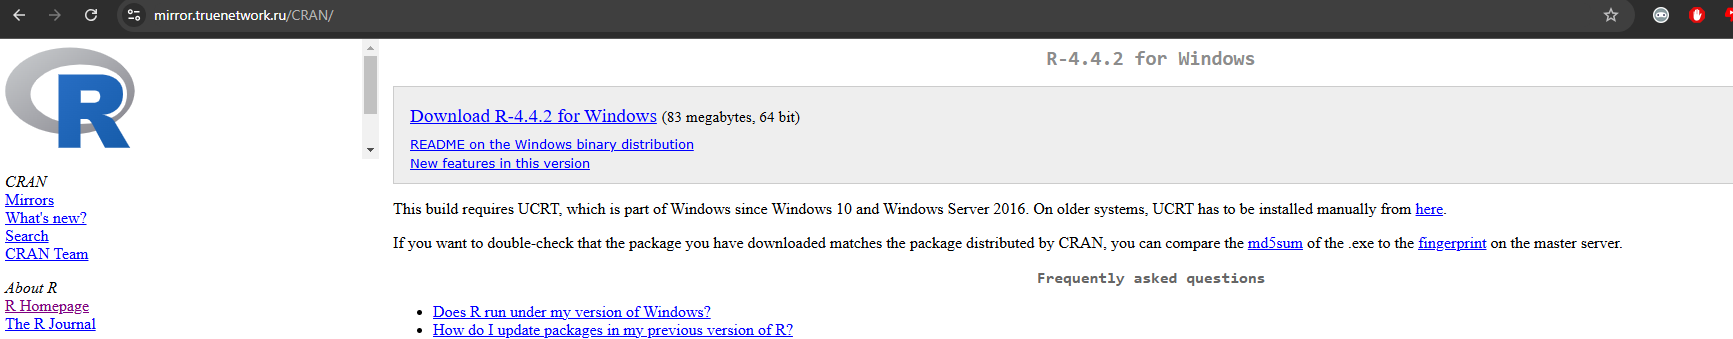 mirror.truenetwork.ru/CRAN/
R
CRAN
Mirrors
What's new?
Search
CRAN Team
About R
R Homepage
The R Journal
R-4.4.2 for Windows
Download R-4.4.2 for Windows (83 megabytes, 64 bit)
README on the Windows binary distribution
New features in this version
This build requires UCRT, which is part of Windows since Windows 10 and Windows Server 2016. On older systems, UCRT has to be installed manually from here.
If you want to double-check that the package you have downloaded matches the package distributed by CRAN, you can compare the md5sum of the .exe to the fingerprint on the master server.
Frequently asked questions
Does R run under my version of Windows?
How do I update packages in my previous version of R?